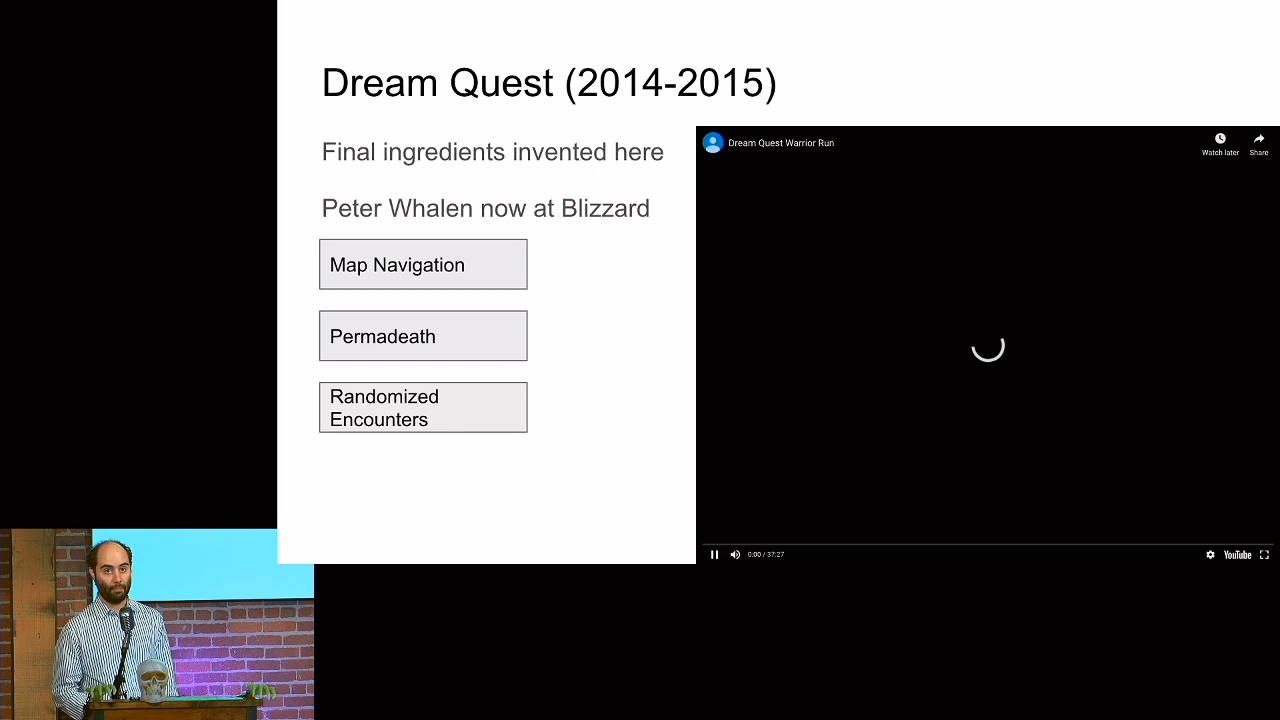 Dream Quest (2014-2015)
Final ingredients invented here
Peter Whalen now at Blizzard
Map Navigation
Permadeath
Randomized
Encounters
Dream Quest Warrior Run
Watch later
Share
0:00 / 37:27
YouTube